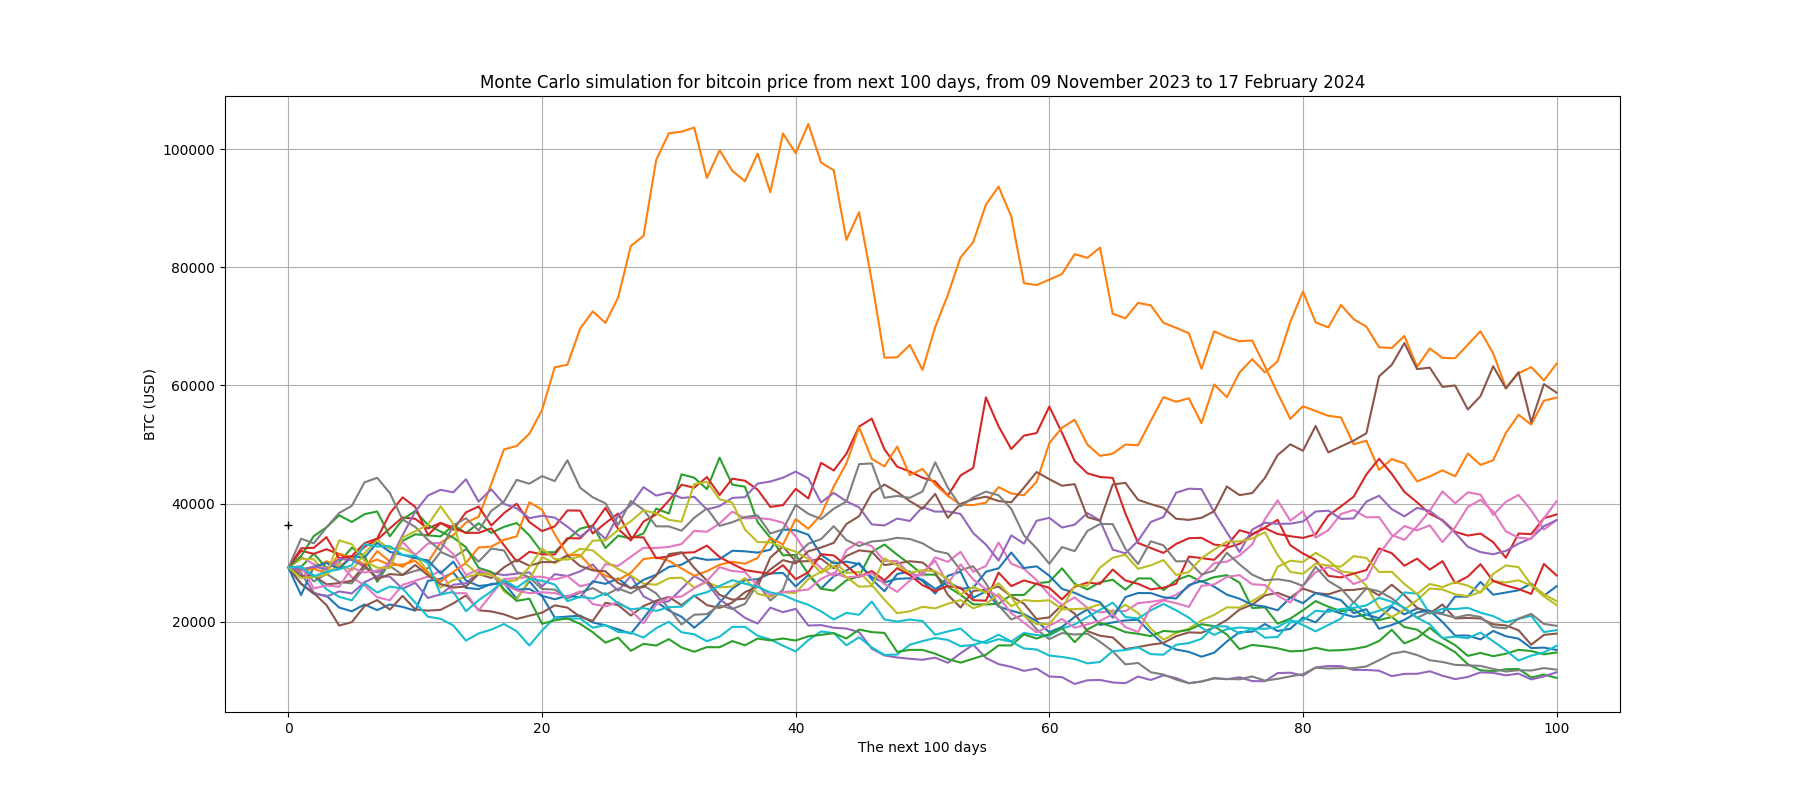 Monte Carlo simulation for bitcoin price from next 100 days, from 09 November 2023 to 17 February 2024
100000
80000
60000
40000
20000
BTC (USD)
0 20 40 60 80 100
The next 100 days